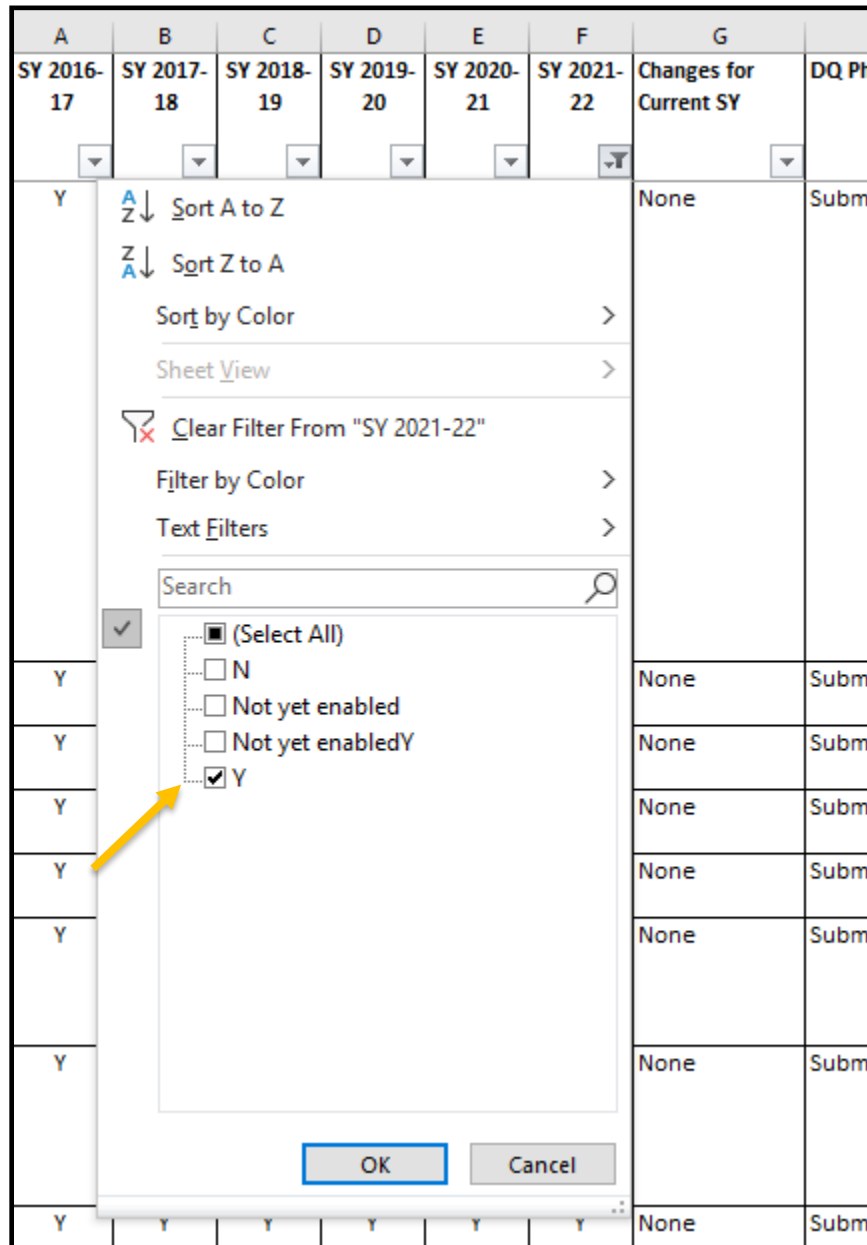 A B C D E F G
SY 2016- SY 2017- SY 2018- SY 2019- SY 2020- SY 2021- Changes for DQ Ph
17 18 19 20 21 22 Current SY
Y None Subm
A
Z Sort A to Z
Z
A Sort Z to A
Sort by Color
Sheet View
Clear Filter From "SY 2021-22"
Filter by Color
Text Filters
Search
(Select All)
N
Y None Subm
Not yet enabled
Y Not yet enabledY None Subm
Y
Y None Subm
Y None Subm
Y None Subm
Y None Subm
OK Cancel
Y Y Y Y Y Y None Subm